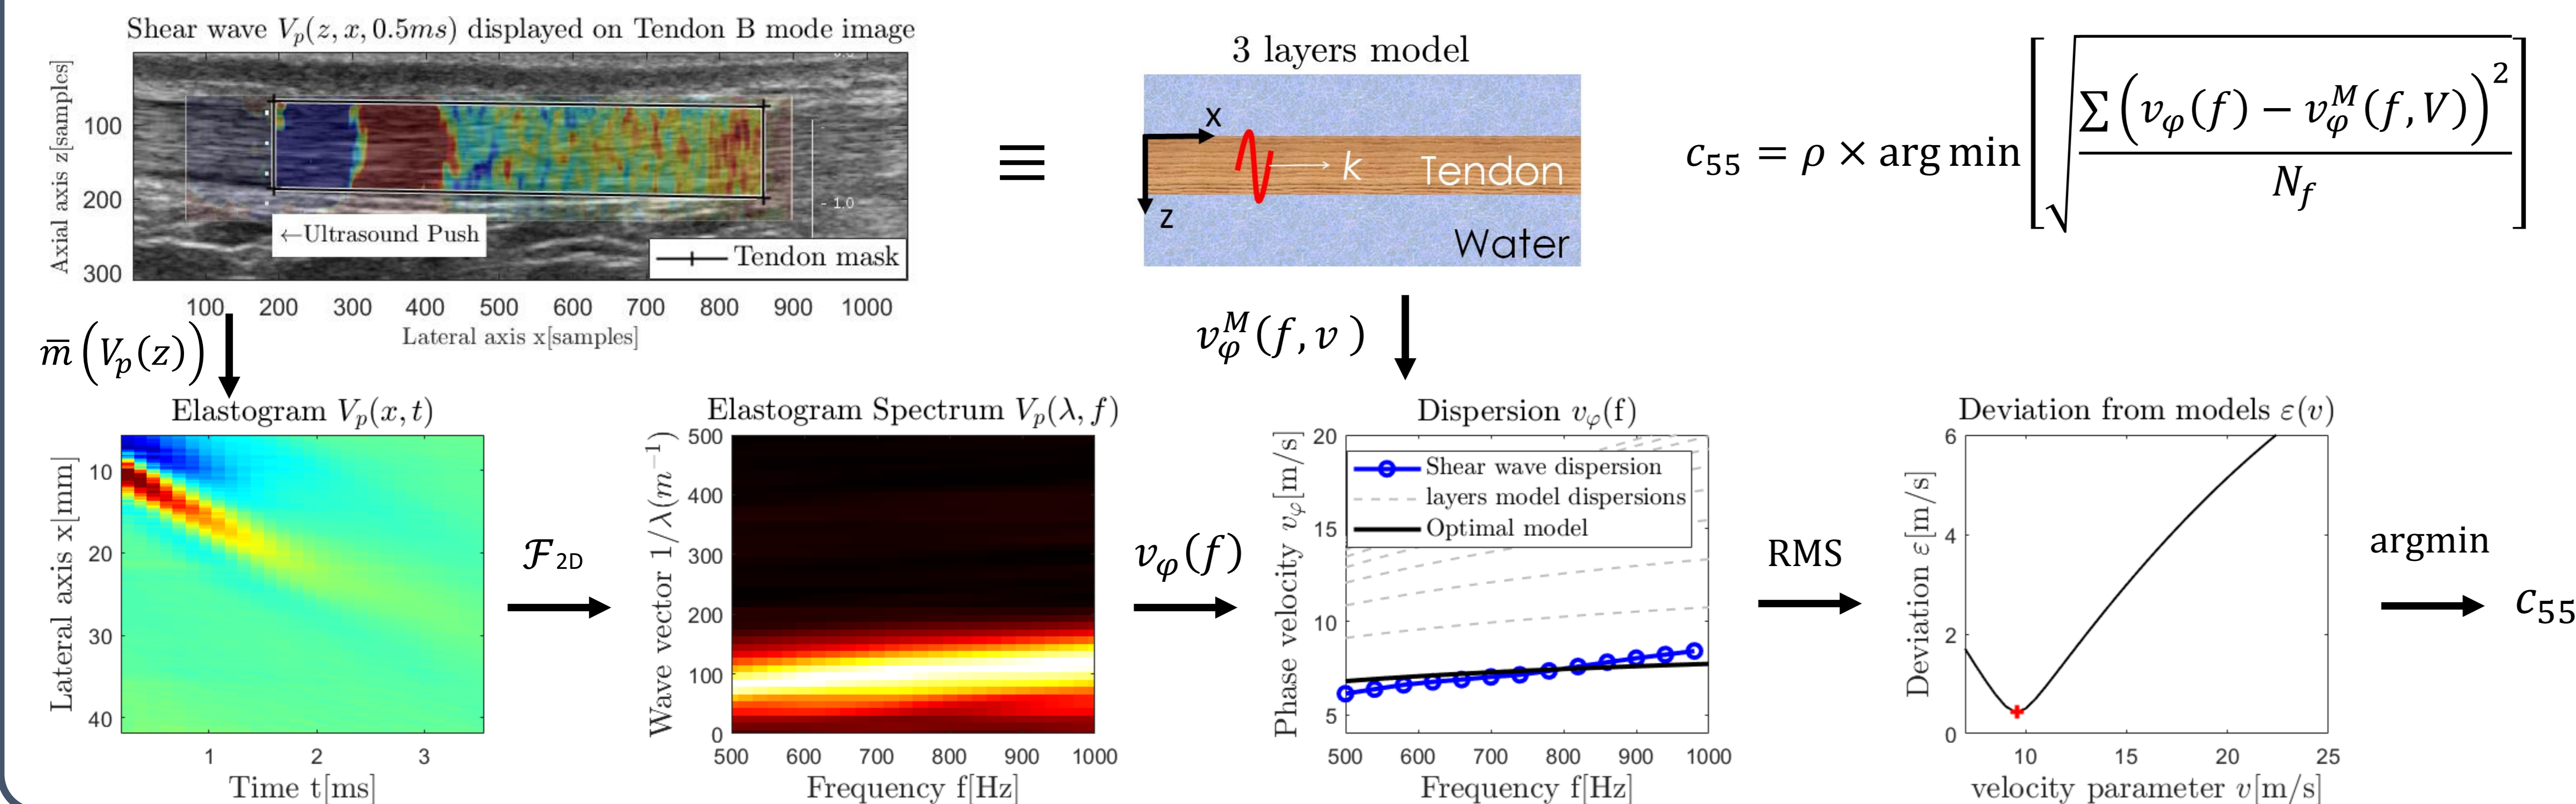 Shear wave V_p(z, x, 0.5ms) displayed on Tendon B mode image
Axial axis z[samples]
100
200
300
- 1.0
←Ultrasound Push
Tendon mask
100 200 300 400 500 600 700 800 900 1000
Lateral axis x[samples]
≡
3 layers model
x
z
k
Tendon
Water
c_55 = ρ × arg min [ √( ∑ ( v_φ(f) − v_φ^M(f, V) )^2 / N_f ) ]
m̅ (V_p(z))
v_φ^M(f, v )
Elastogram V_p(x, t)
Lateral axis x[mm]
10
20
30
40
1 2 3
Time t[ms]
ℱ_2D
Elastogram Spectrum V_p(λ, f)
Wave vector 1/λ(m^−1)
500
400
300
200
100
0
500 600 700 800 900 1000
Frequency f[Hz]
v_φ(f)
Dispersion v_φ(f)
Phase velocity v_φ[m/s]
20
15
10
5
Shear wave dispersion
layers model dispersions
Optimal model
500 600 700 800 900 1000
Frequency f[Hz]
RMS
Deviation from models ε(v)
Deviation ε[m/s]
6
4
2
0
10 15 20 25
velocity parameter v[m/s]
argmin
c_55